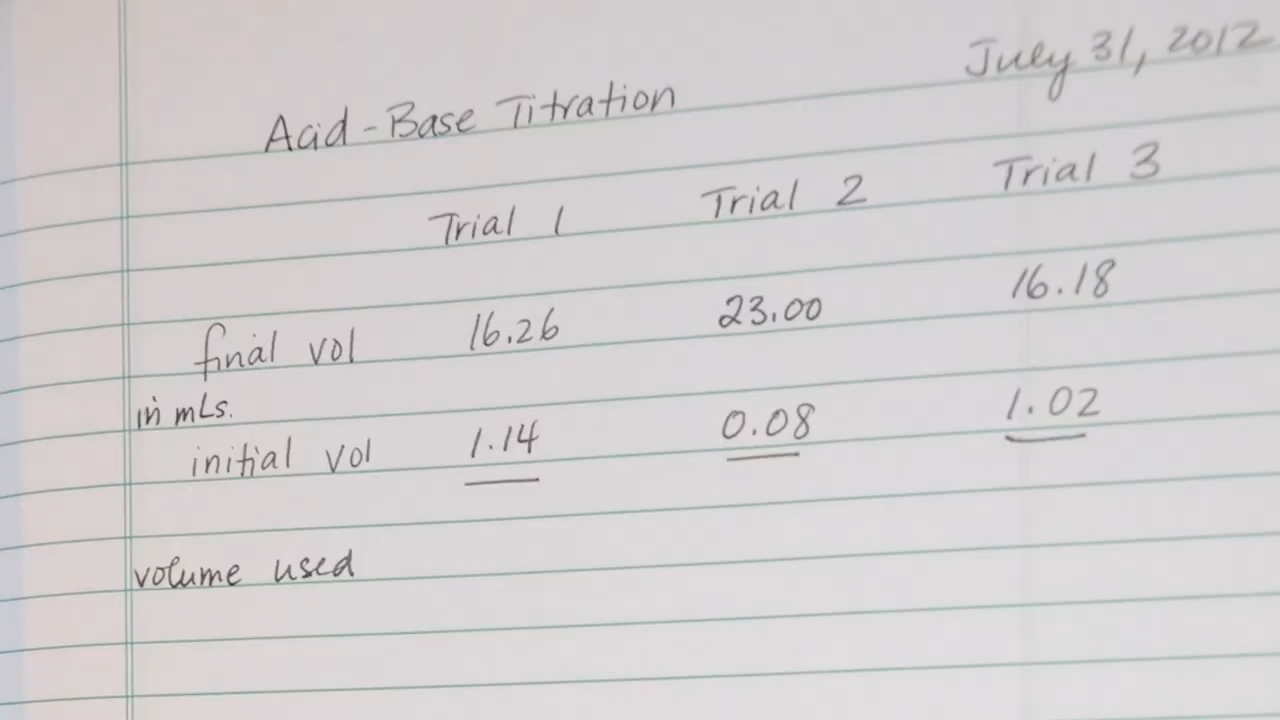 July 31, 2012
Acid-Base Titration
Trial 1 Trial 2 Trial 3
final vol 16.26 23.00 16.18
in mLs.
initial vol 1.14 0.08 1.02
volume used